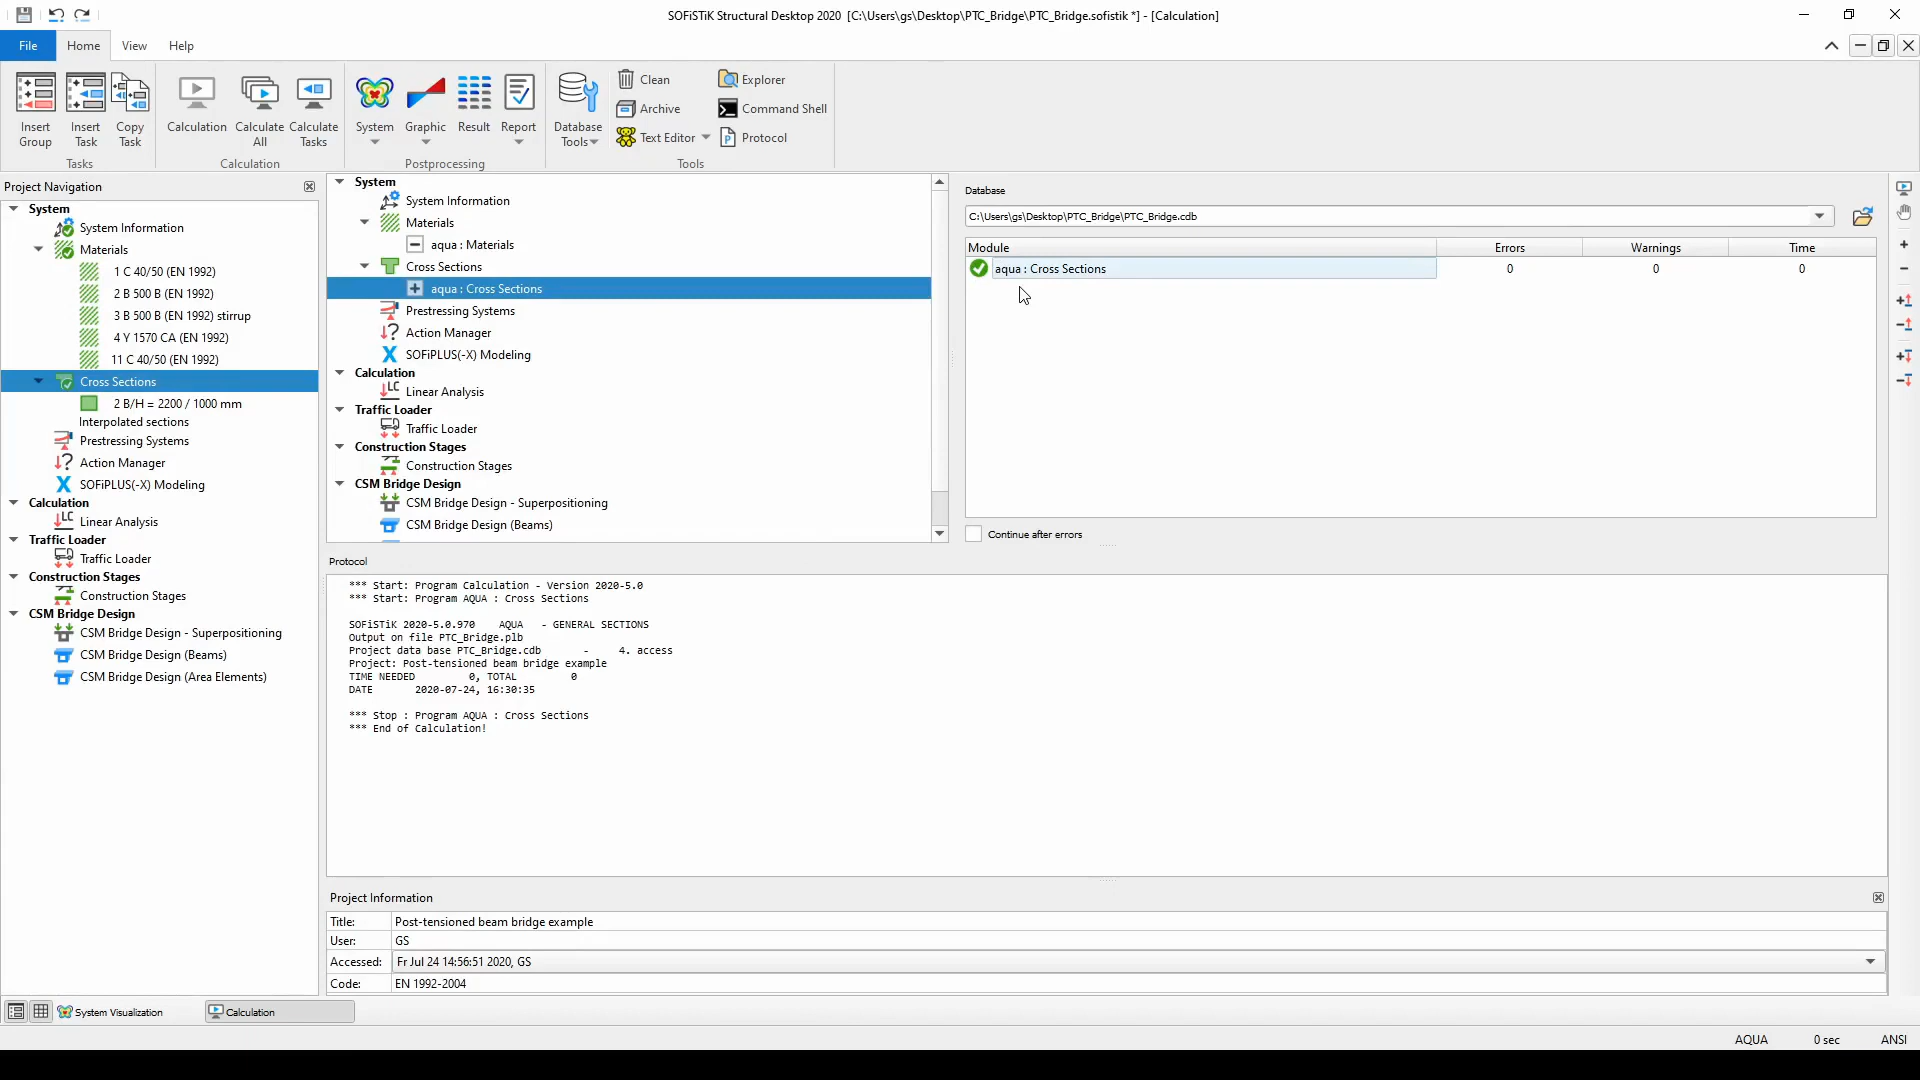 SOFiSTiK Structural Desktop 2020  [C:\Users\gs\Desktop\PTC_Bridge\PTC_Bridge.sofistik *] - [Calculation]
File  Home  View  Help
Insert Group  Insert Task  Copy Task
Tasks
Calculation  Calculate All  Calculate Tasks
Calculation
System  Graphic  Result  Report
Postprocessing
Database Tools
Clean  Explorer
Archive  Command Shell
Text Editor  Protocol
Tools
Project Navigation
System
System Information
Materials
1 C 40/50 (EN 1992)
2 B 500 B (EN 1992)
3 B 500 B (EN 1992) stirrup
4 Y 1570 CA (EN 1992)
11 C 40/50 (EN 1992)
Cross Sections
2 B/H = 2200 / 1000 mm
Interpolated sections
Prestressing Systems
Action Manager
SOFiPLUS(-X) Modeling
Calculation
Linear Analysis
Traffic Loader
Traffic Loader
Construction Stages
Construction Stages
CSM Bridge Design
CSM Bridge Design - Superpositioning
CSM Bridge Design (Beams)
CSM Bridge Design (Area Elements)
System
System Information
Materials
aqua : Materials
Cross Sections
aqua : Cross Sections
Prestressing Systems
Action Manager
SOFiPLUS(-X) Modeling
Calculation
Linear Analysis
Traffic Loader
Traffic Loader
Construction Stages
Construction Stages
CSM Bridge Design
CSM Bridge Design - Superpositioning
CSM Bridge Design (Beams)
Database
C:\Users\gs\Desktop\PTC_Bridge\PTC_Bridge.cdb
Module  Errors  Warnings  Time
aqua : Cross Sections  0  0  0
Continue after errors
Protocol
*** Start: Program Calculation - Version 2020-5.0
*** Start: Program AQUA : Cross Sections
SOFiSTiK 2020-5.0.970    AQUA   - GENERAL SECTIONS
Output on file PTC_Bridge.plb
Project data base PTC_Bridge.cdb       -     4. access
Project: Post-tensioned beam bridge example
TIME NEEDED         0, TOTAL         0
DATE       2020-07-24, 16:30:35
*** Stop : Program AQUA : Cross Sections
*** End of Calculation!
Project Information
Title:  Post-tensioned beam bridge example
User:  GS
Accessed:  Fr Jul 24 14:56:51 2020, GS
Code:  EN 1992-2004
System Visualization  Calculation
AQUA  0 sec  ANSI